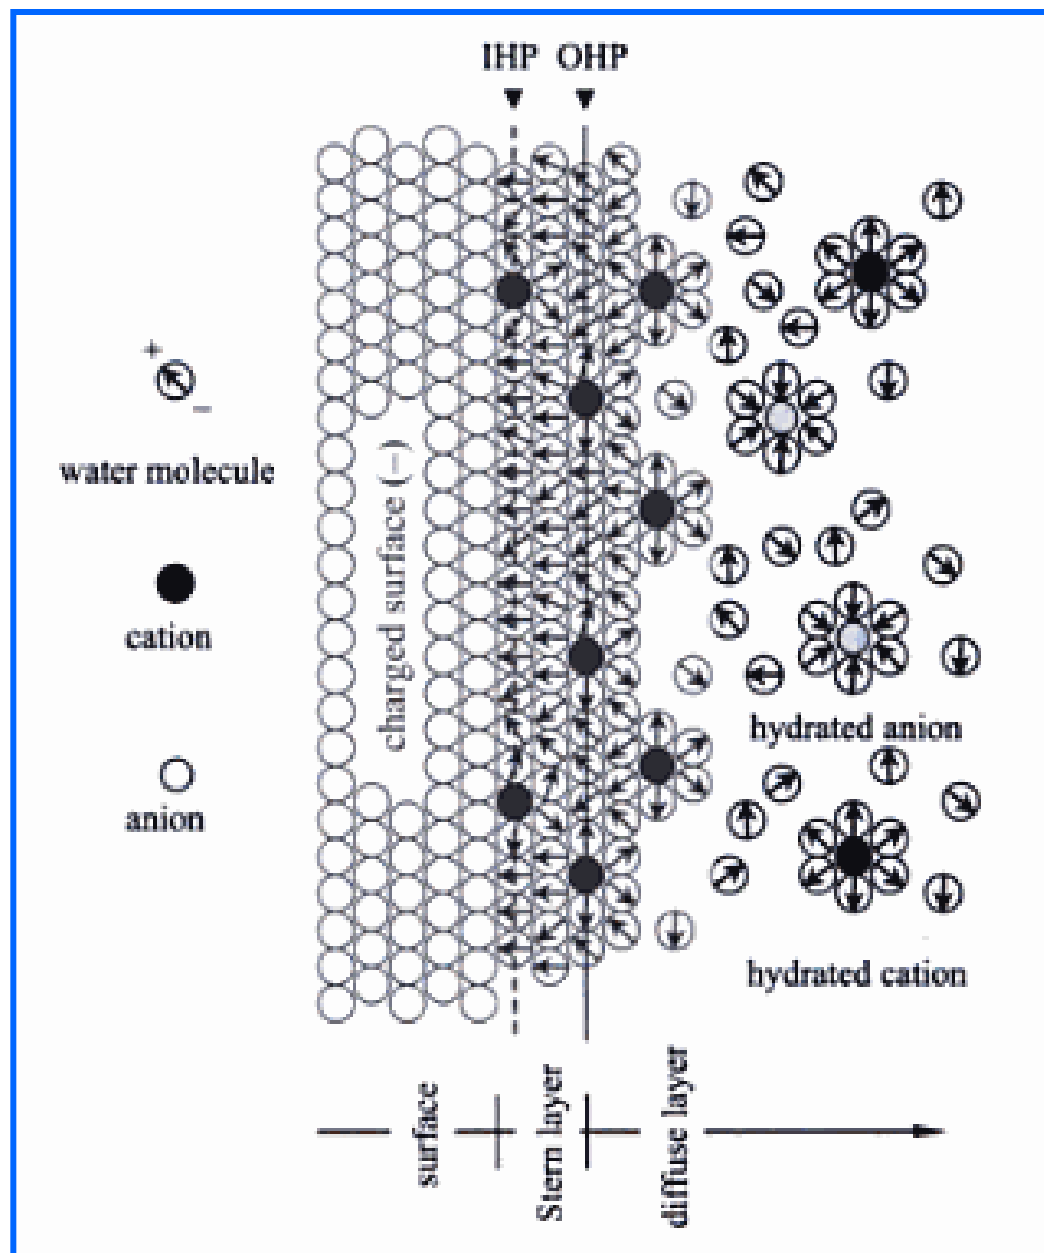 IHP OHP
+
−
water molecule
cation
anion
charged surface (−)
hydrated anion
hydrated cation
surface
Stern layer
diffuse layer